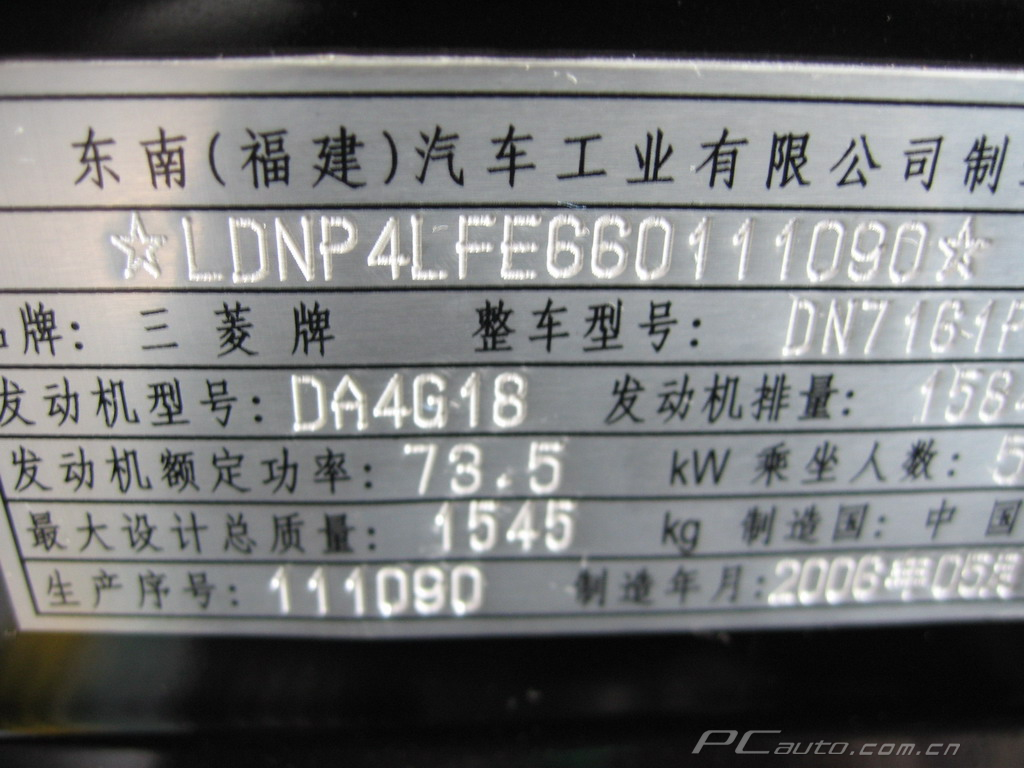 东南(福建)汽车工业有限公司制
☆LDNP4LFE660111090☆
牌: 三菱牌 整车型号: DN71G1
发动机型号: DA4G18 发动机排量: 158
发动机额定功率: 73.5 kW 乘坐人数: 5
最大设计总质量: 1545 kg 制造国: 中国
生产序号: 111090 制造年月: 2006年05月
PCauto.com.cn